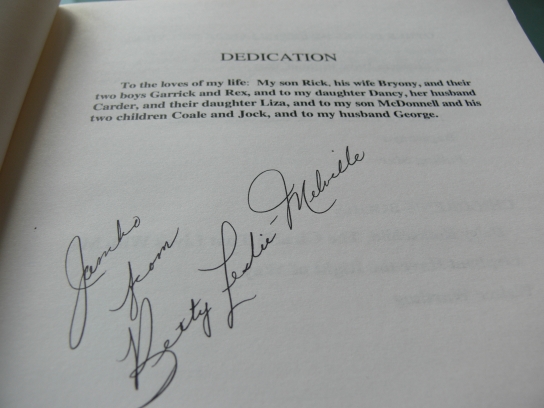 DEDICATION
To the loves of my life: My son Rick, his wife Bryony, and their
two boys Garrick and Rex, and to my daughter Dancy, her husband
Carder, and their daughter Liza, and to my son McDonnell and his
two children Coale and Jock, and to my husband George.
Jambo
from
Betty Leslie-Melville